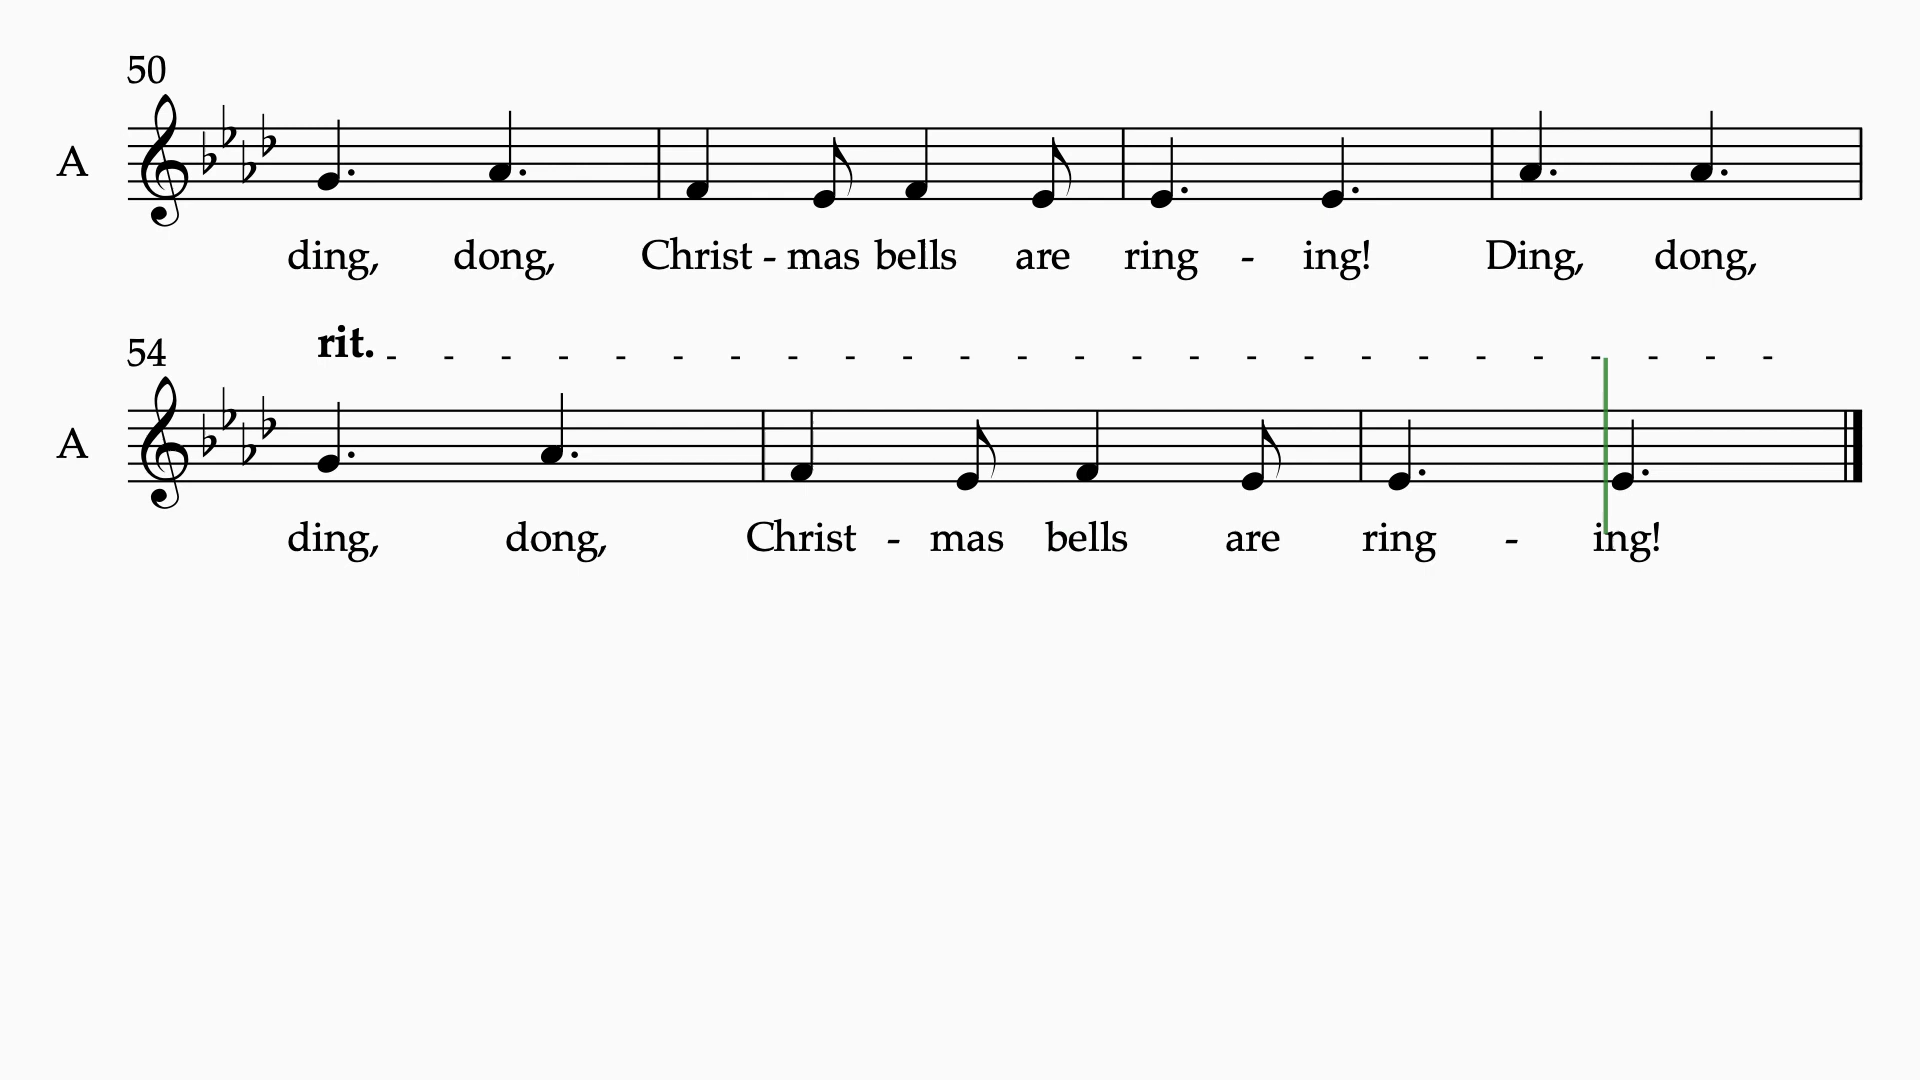 50
A
ding, dong, Christ - mas bells are ring - ing! Ding, dong,
54 rit.
A
ding, dong, Christ - mas bells are ring - ing!